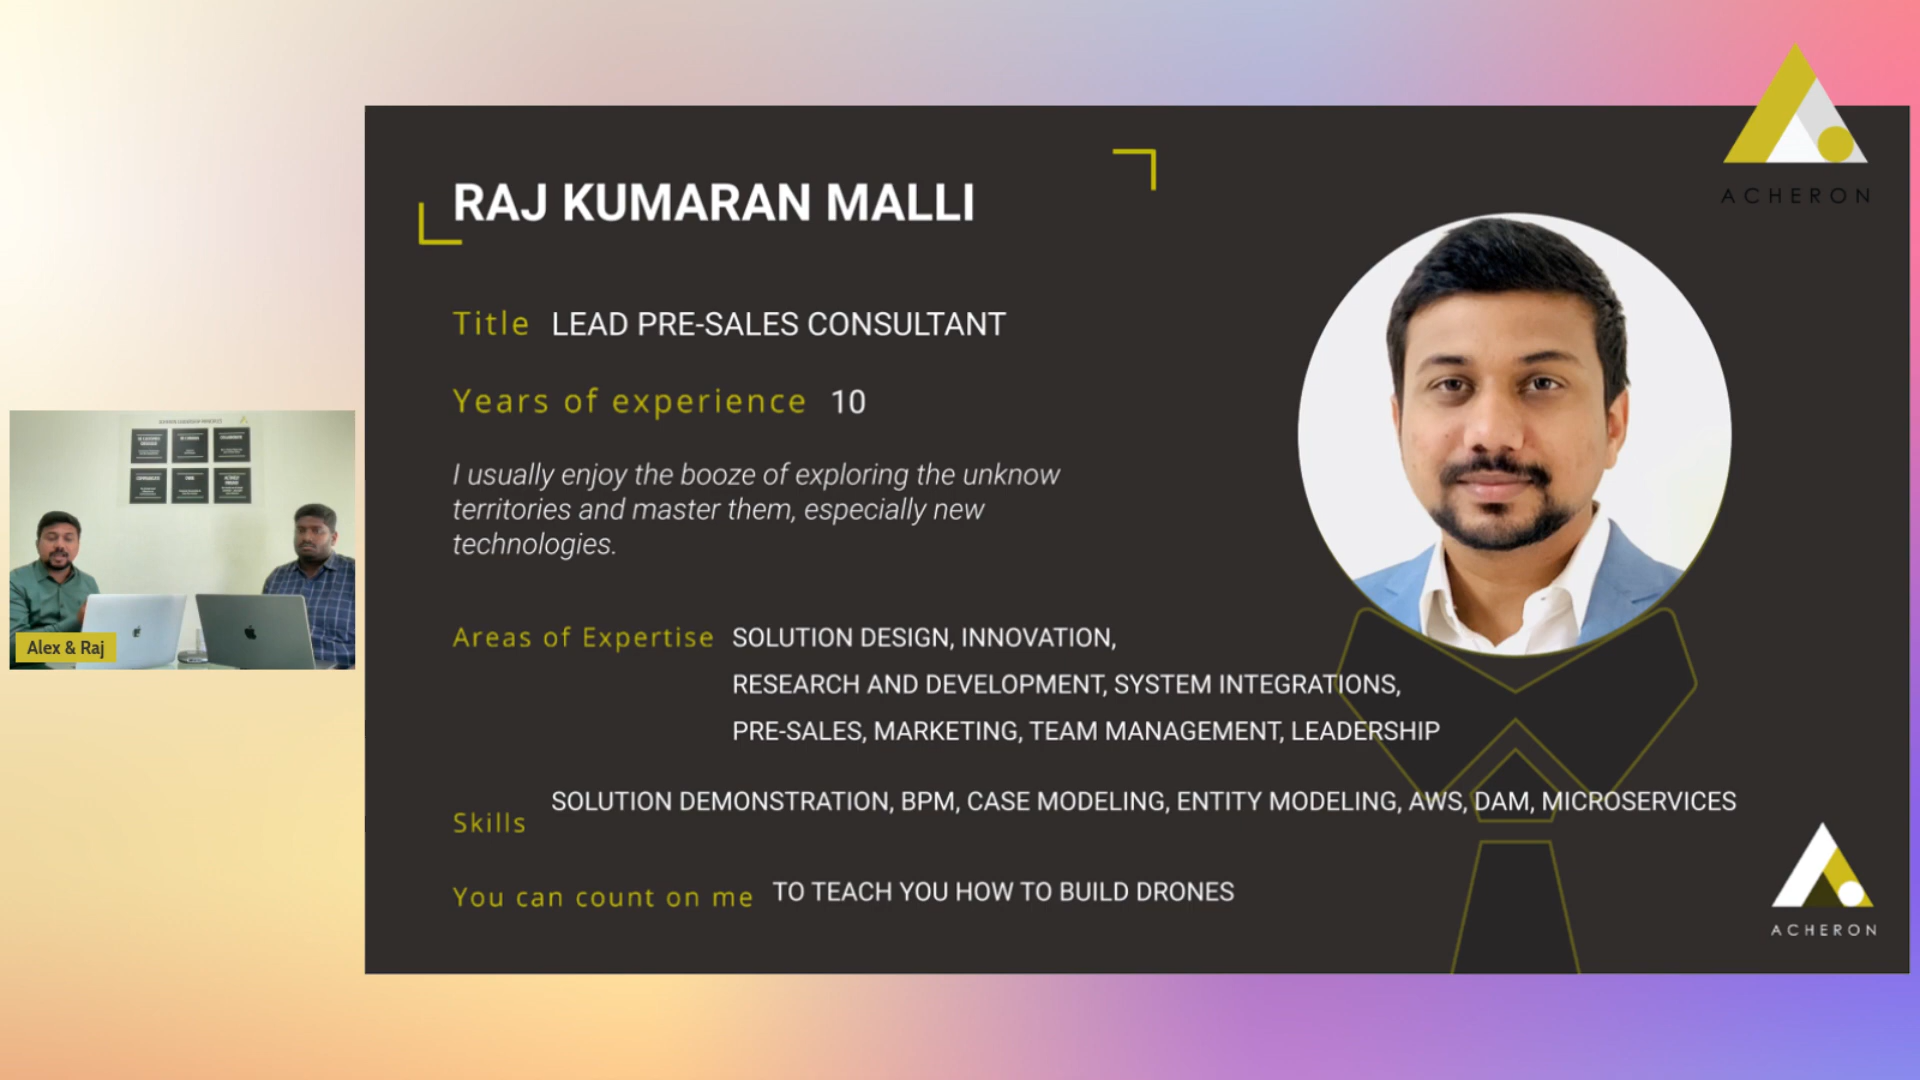 ACHERON
RAJ KUMARAN MALLI
Title LEAD PRE-SALES CONSULTANT
Years of experience 10
I usually enjoy the booze of exploring the unknow
territories and master them, especially new
technologies.
Areas of Expertise SOLUTION DESIGN, INNOVATION,
RESEARCH AND DEVELOPMENT, SYSTEM INTEGRATIONS,
PRE-SALES, MARKETING, TEAM MANAGEMENT, LEADERSHIP
Skills SOLUTION DEMONSTRATION, BPM, CASE MODELING, ENTITY MODELING, AWS, DAM, MICROSERVICES
You can count on me TO TEACH YOU HOW TO BUILD DRONES
ACHERON
Alex & Raj